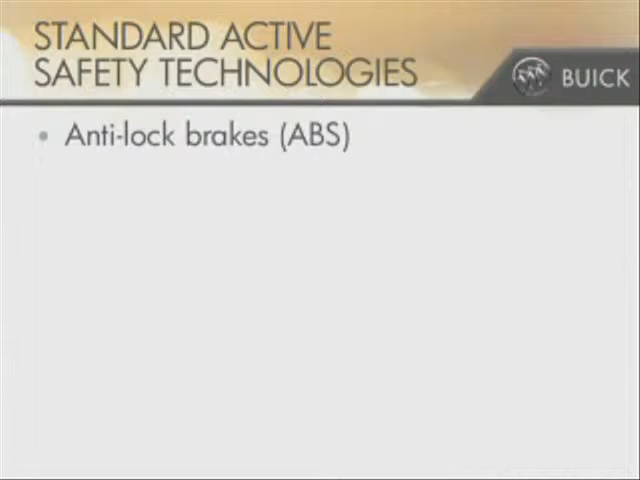 STANDARD ACTIVE
SAFETY TECHNOLOGIES
BUICK
• Anti-lock brakes (ABS)